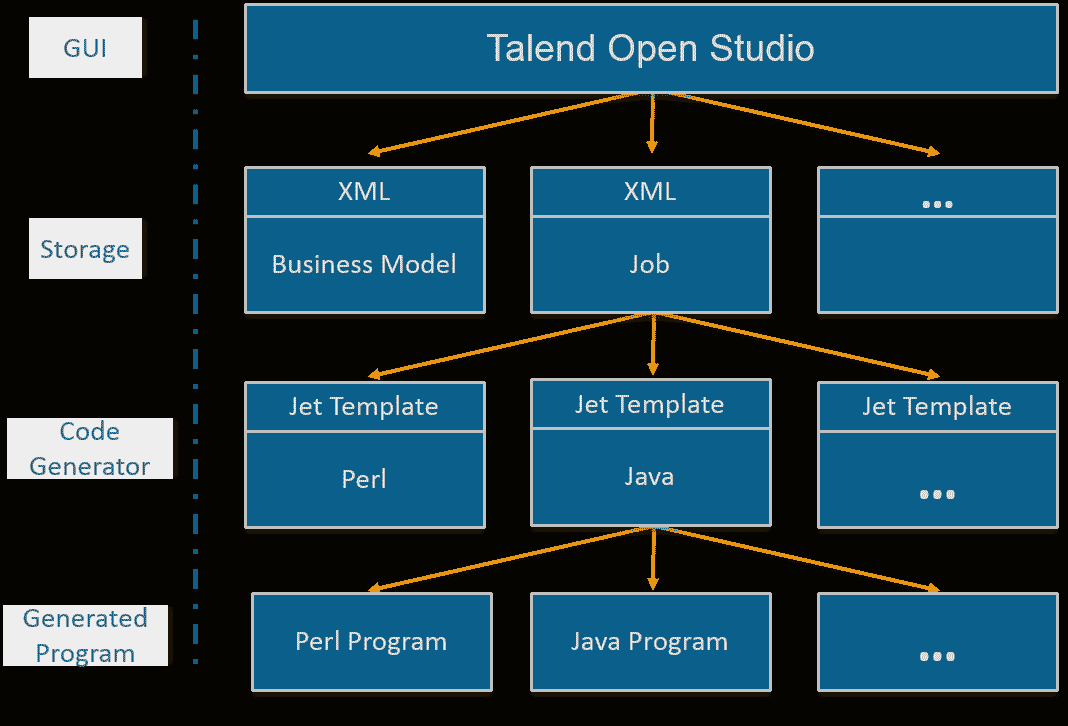 GUI
Talend Open Studio
Storage
XML
Business Model
XML
Job
...
Code
Generator
Jet Template
Perl
Jet Template
Java
Jet Template
...
Generated
Program
Perl Program
Java Program
...